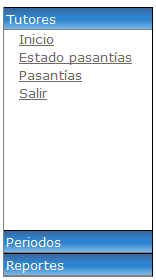 Tutores
Inicio
Estado pasantías
Pasantías
Salir
Periodos
Reportes